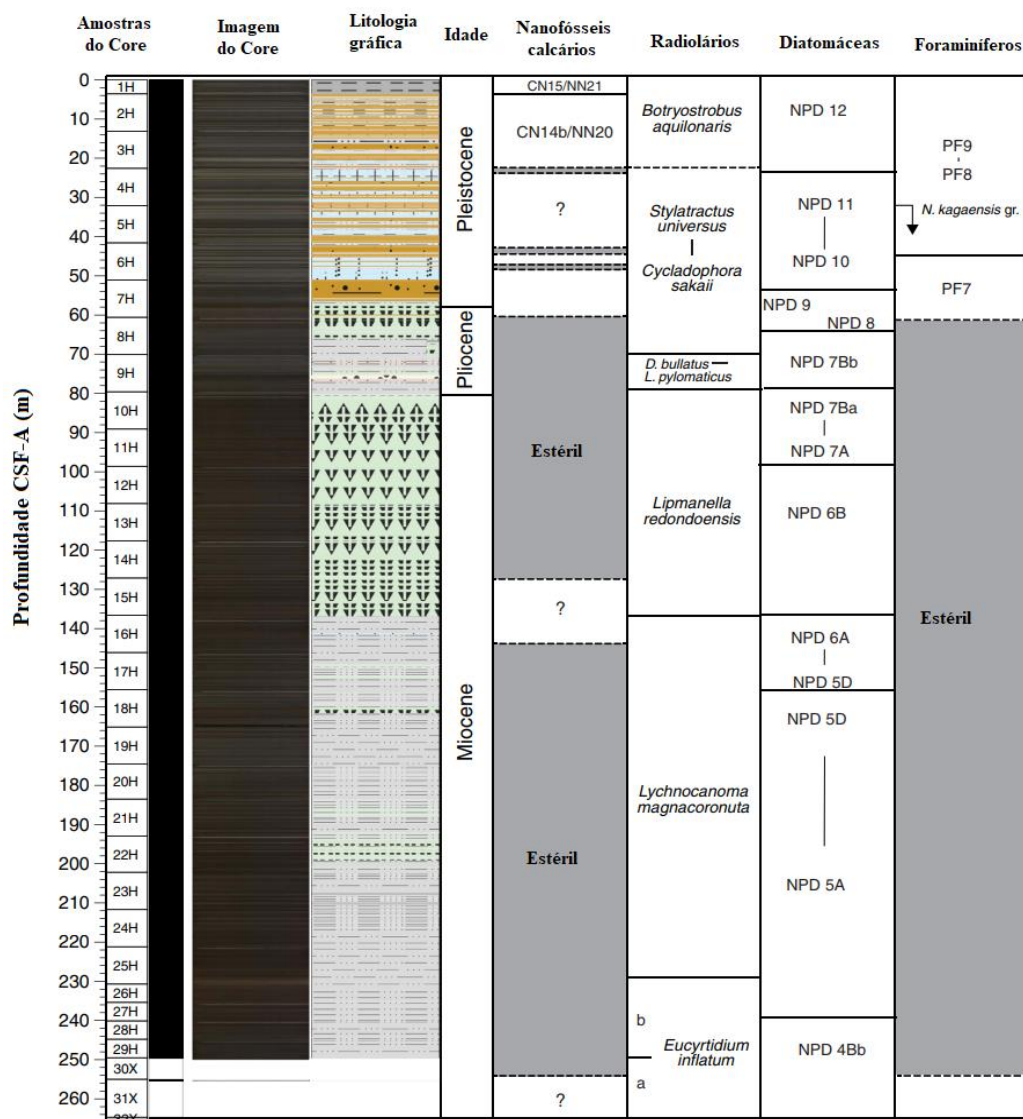 Amostras do Core
Imagem do Core
Litologia gráfica
Idade
Nanofósseis calcários
Radiolários
Diatomáceas
Foraminíferos
Profundidade CSF-A (m)
0
10
20
30
40
50
60
70
80
90
100
110
120
130
140
150
160
170
180
190
200
210
220
230
240
250
260
1H
2H
3H
4H
5H
6H
7H
8H
9H
10H
11H
12H
13H
14H
15H
16H
17H
18H
19H
20H
21H
22H
23H
24H
25H
26H
27H
28H
29H
30X
31X
Pleistocene
Pliocene
Miocene
CN15/NN21
CN14b/NN20
?
Estéril
?
Estéril
?
Botryostrobus
aquilonaris
Stylatractus
universus
Cycladophora
sakaii
D. bullatus
L. pylomaticus
Lipmanella
redondoensis
Lychnocanoma
magnacoronuta
b
Eucyrtidium
inflatum
a
NPD 12
NPD 11
NPD 10
NPD 9
NPD 8
NPD 7Bb
NPD 7Ba
NPD 7A
NPD 6B
NPD 6A
NPD 5D
NPD 5D
NPD 5A
NPD 4Bb
PF9
PF8
N. kagaensis gr.
PF7
Estéril